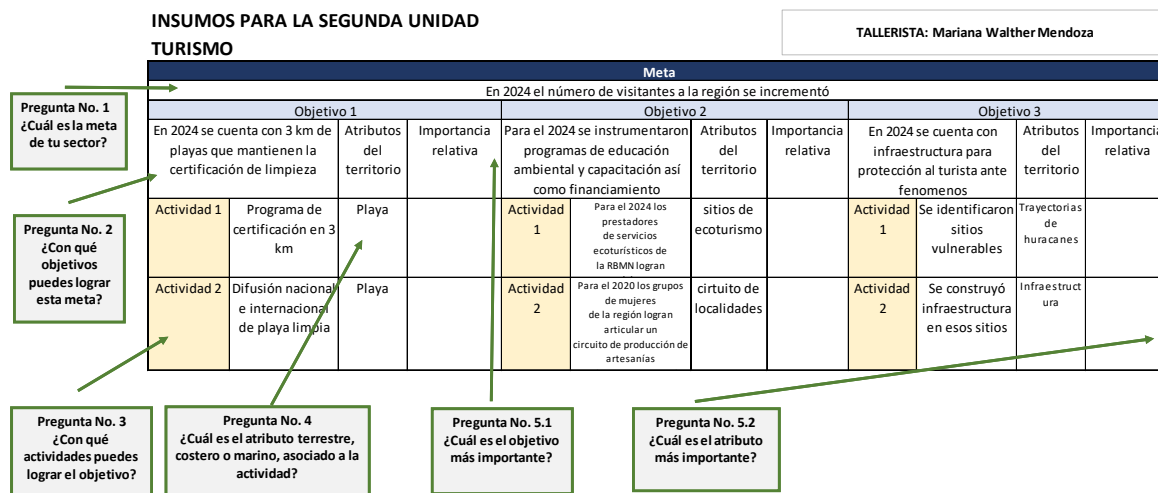 INSUMOS PARA LA SEGUNDA UNIDAD
TURISMO
TALLERISTA: Mariana Walther Mendoza
Meta
En 2024 el número de visitantes a la región se incrementó
Objetivo 1
Objetivo 2
Objetivo 3
En 2024 se cuenta con 3 km de
playas que mantienen la
certificación de limpieza
Atributos
del
territorio
Importancia
relativa
Para el 2024 se instrumentaron
programas de educación
ambiental y capacitación así
como financiamiento
Atributos
del
territorio
Importancia
relativa
En 2024 se cuenta con
infraestructura para
protección al turista ante
fenomenos
Atributos
del
territorio
Importancia
relativa
Actividad 1
Programa de
certificación en 3
km
Playa
Actividad
1
Para el 2024 los
prestadores
de servicios
ecoturísticos de
la RBMN logran
sitios de
ecoturismo
Actividad
1
Se identificaron
sitios
vulnerables
Trayectorias
de
huracanes
Actividad 2
Difusión nacional
e internacional
de playa limpia
Playa
Actividad
2
Para el 2020 los grupos
de mujeres
de la región logran
articular un
circuito de producción de
artesanías
cirtuito de
localidades
Actividad
2
Se construyó
infraestructura
en esos sitios
Infraestruct
ura
Pregunta No. 1
¿Cuál es la meta
de tu sector?
Pregunta No. 2
¿Con qué
objetivos
puedes lograr
esta meta?
Pregunta No. 3
¿Con qué
actividades puedes
lograr el objetivo?
Pregunta No. 4
¿Cuál es el atributo terrestre,
costero o marino, asociado a la
actividad?
Pregunta No. 5.1
¿Cuál es el objetivo
más importante?
Pregunta No. 5.2
¿Cuál es el atributo
más importante?